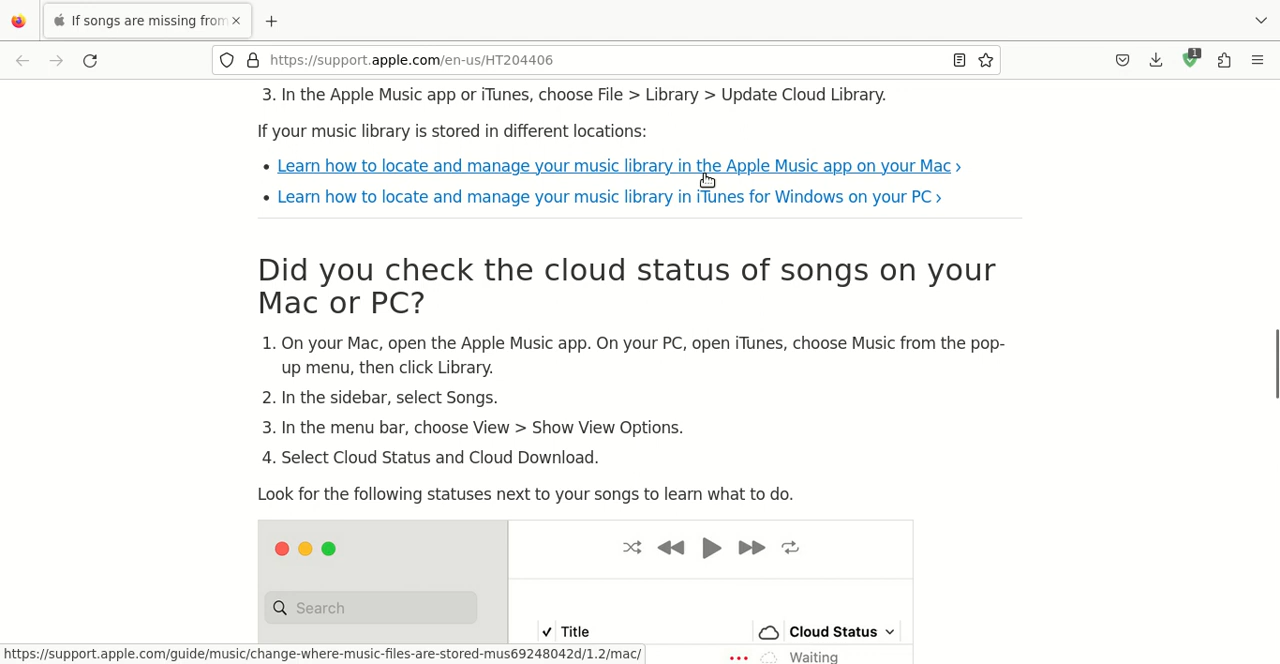 If songs are missing from
https://support.apple.com/en-us/HT204406
1
3. In the Apple Music app or iTunes, choose File > Library > Update Cloud Library.
If your music library is stored in different locations:
• Learn how to locate and manage your music library in the Apple Music app on your Mac ›
• Learn how to locate and manage your music library in iTunes for Windows on your PC ›
Did you check the cloud status of songs on your
Mac or PC?
1. On your Mac, open the Apple Music app. On your PC, open iTunes, choose Music from the pop-
up menu, then click Library.
2. In the sidebar, select Songs.
3. In the menu bar, choose View > Show View Options.
4. Select Cloud Status and Cloud Download.
Look for the following statuses next to your songs to learn what to do.
Search
Title
Cloud Status
Waiting
https://support.apple.com/guide/music/change-where-music-files-are-stored-mus69248042d/1.2/mac/